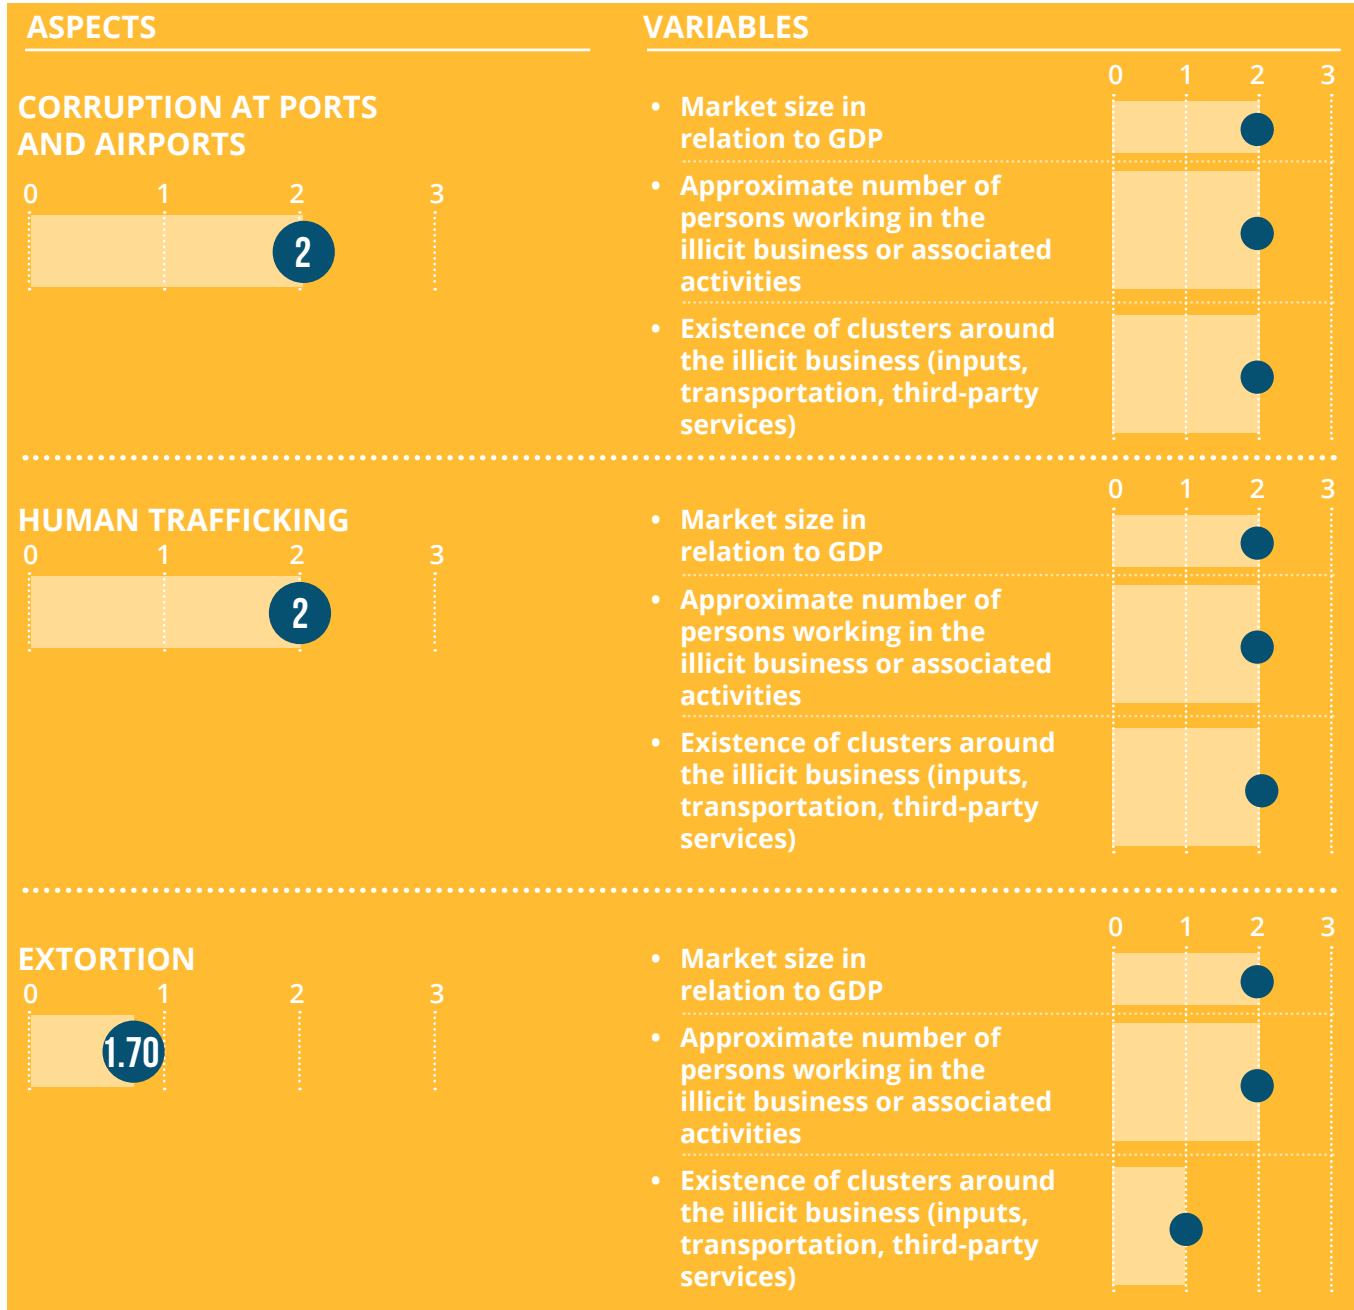 ASPECTS
VARIABLES
CORRUPTION AT PORTS
AND AIRPORTS
0 1 2 3
2
0 1 2 3
• Market size in
relation to GDP
• Approximate number of
persons working in the
illicit business or associated
activities
• Existence of clusters around
the illicit business (inputs,
transportation, third-party
services)
HUMAN TRAFFICKING
0 1 2 3
2
0 1 2 3
• Market size in
relation to GDP
• Approximate number of
persons working in the
illicit business or associated
activities
• Existence of clusters around
the illicit business (inputs,
transportation, third-party
services)
EXTORTION
0 1 2 3
1.70
0 1 2 3
• Market size in
relation to GDP
• Approximate number of
persons working in the
illicit business or associated
activities
• Existence of clusters around
the illicit business (inputs,
transportation, third-party
services)